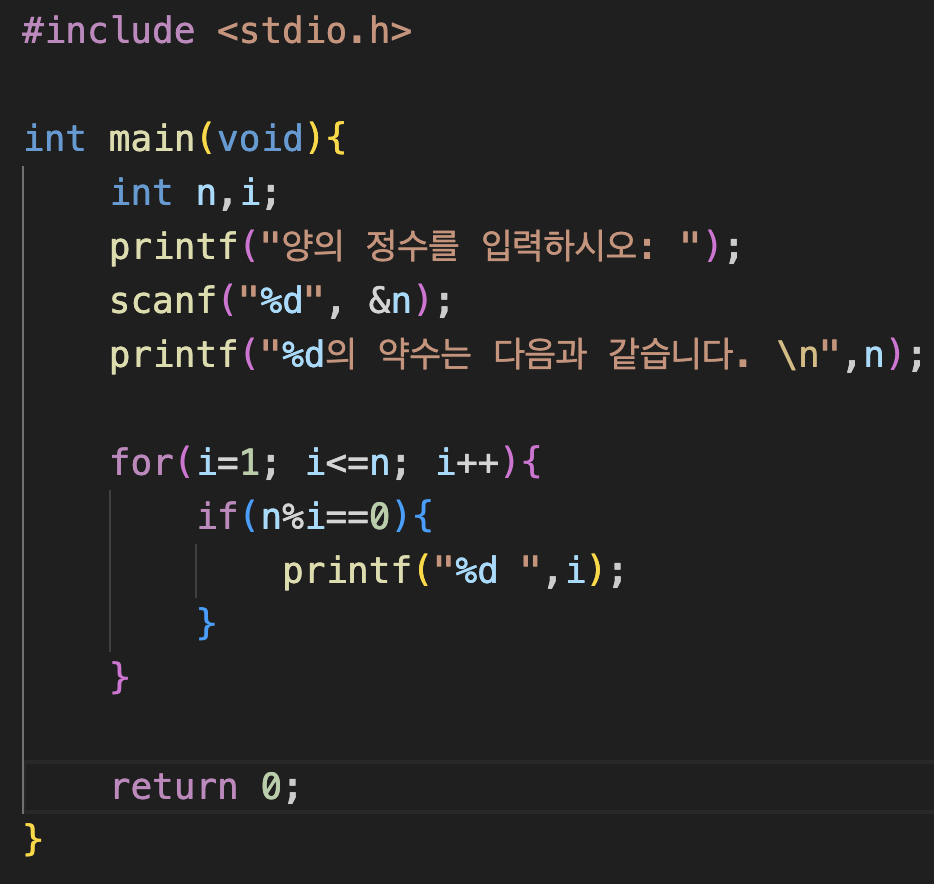 #include <stdio.h>
int main(void){
int n,i;
printf("양의 정수를 입력하시오: ");
scanf("%d", &n);
printf("%d의 약수는 다음과 같습니다. \n",n);
for(i=1; i<=n; i++){
if(n%i==0){
printf("%d ",i);
}
}
return 0;
}